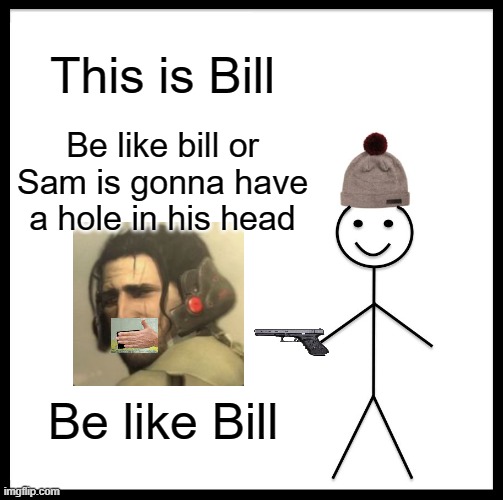 This is Bill
Be like bill or
Sam is gonna have
a hole in his head
Be like Bill
imgflip.com